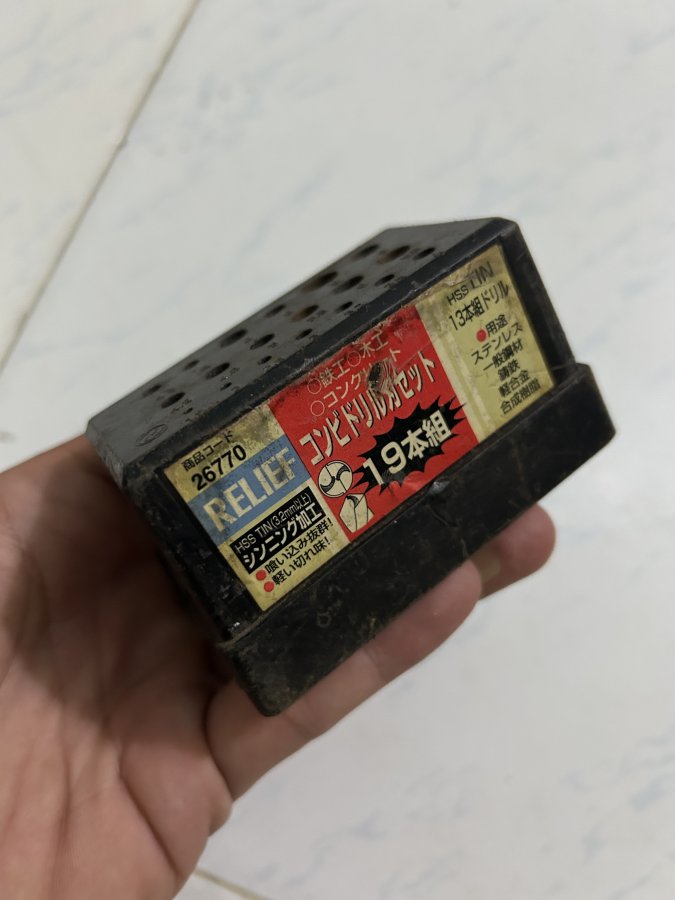 商品コード
26770
RELIEF
HSS TIN(3.2mm以上)
シンニング加工
●喰い込み抜群!
●軽い切れ味!
○鉄工○木工
○コンクリート
コンビドリルカセット
19本組
HSS TIN
13本組ドリル
●用途
ステンレス
一般鋼材
鋳鉄
軽合金
合成樹脂